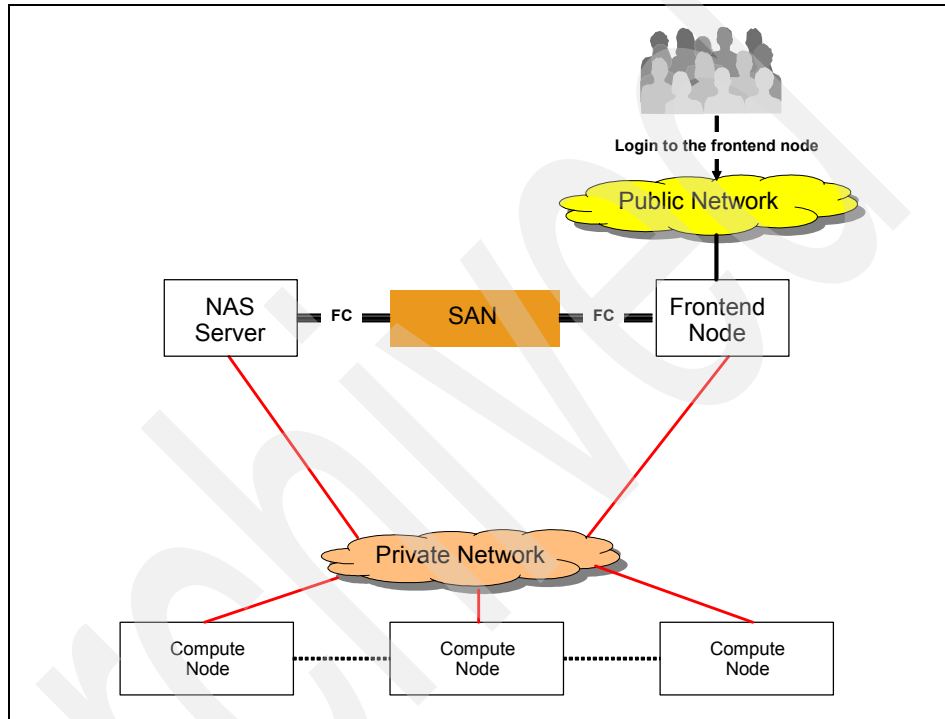 Login to the frontend node
Public Network
NAS
Server
FC
SAN
FC
Frontend
Node
Private Network
Compute
Node
Compute
Node
Compute
Node